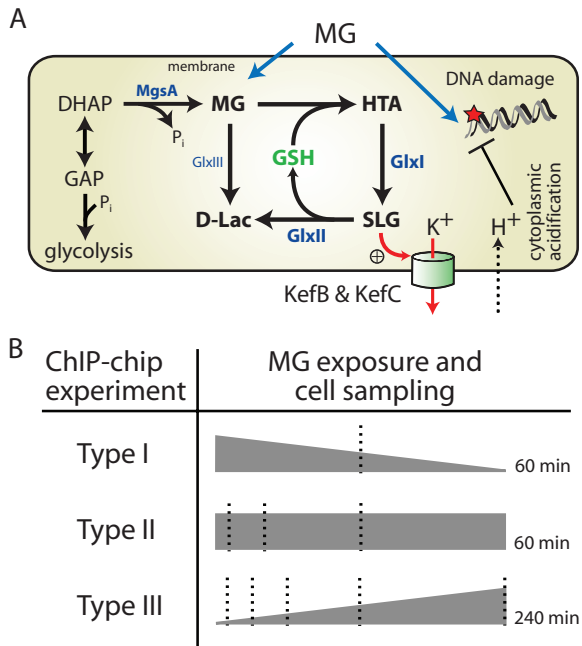 A
MG
membrane
DNA damage
DHAP
MgsA
MG
HTA
Pi
GlxIII
GSH
GlxI
GAP
Pi
D-Lac
GlxII
SLG
K+
H+
cytoplasmic
acidification
glycolysis
⊕
KefB & KefC
B
ChIP-chip
experiment
MG exposure and
cell sampling
Type I
60 min
Type II
60 min
Type III
240 min